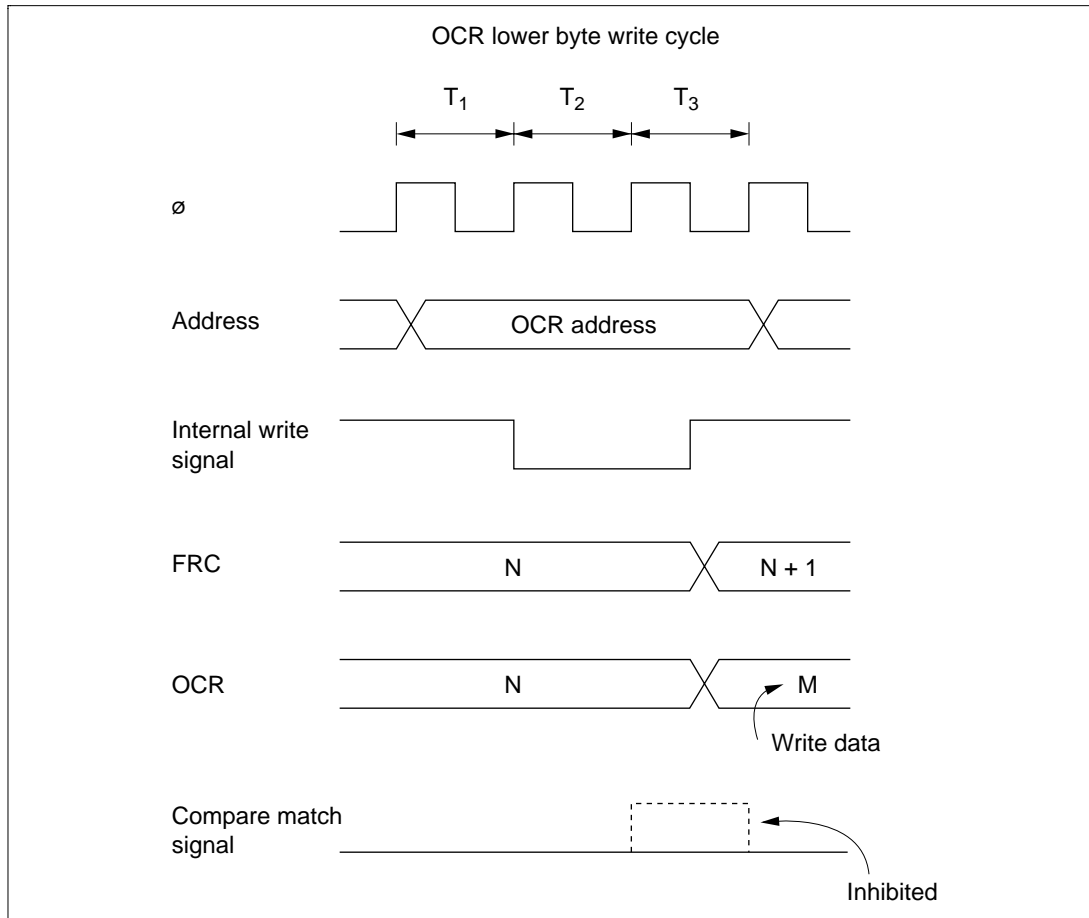 OCR lower byte write cycle
T1 T2 T3
ø
Address
OCR address
Internal write
signal
FRC
N
N + 1
OCR
N
M
Write data
Compare match
signal
Inhibited